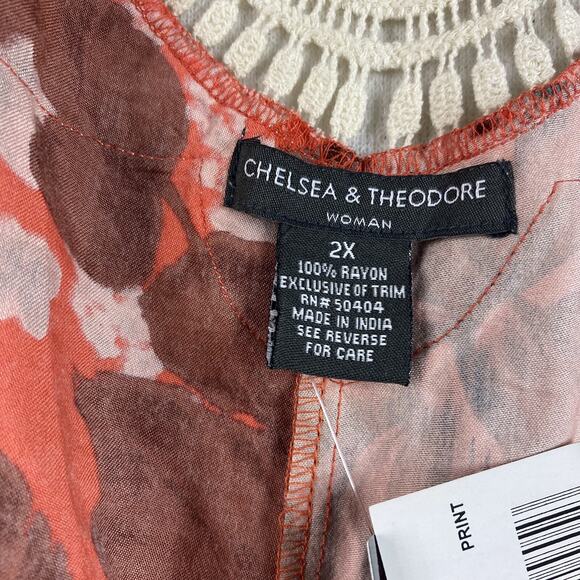 CHELSEA & THEODORE
WOMAN
2X
100% RAYON
EXCLUSIVE OF TRIM
RN# 50404
MADE IN INDIA
SEE REVERSE
FOR CARE
PRINT